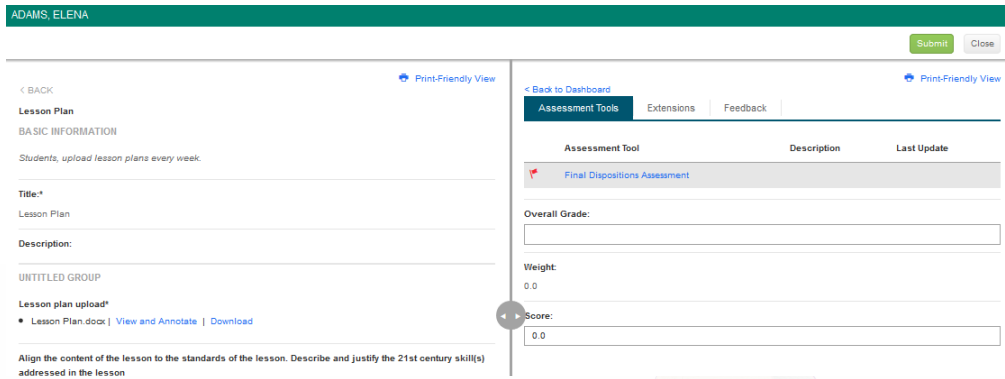 ADAMS, ELENA
Submit Close
Print-Friendly View
< BACK
Lesson Plan
BASIC INFORMATION
Students, upload lesson plans every week.
Title:*
Lesson Plan
Description:
UNTITLED GROUP
Lesson plan upload*
• Lesson Plan.docx | View and Annotate | Download
Align the content of the lesson to the standards of the lesson. Describe and justify the 21st century skill(s)
addressed in the lesson
Print-Friendly View
< Back to Dashboard
Assessment Tools Extensions Feedback
Assessment Tool Description Last Update
Final Dispositions Assessment
Overall Grade:
Weight:
0.0
Score:
0.0